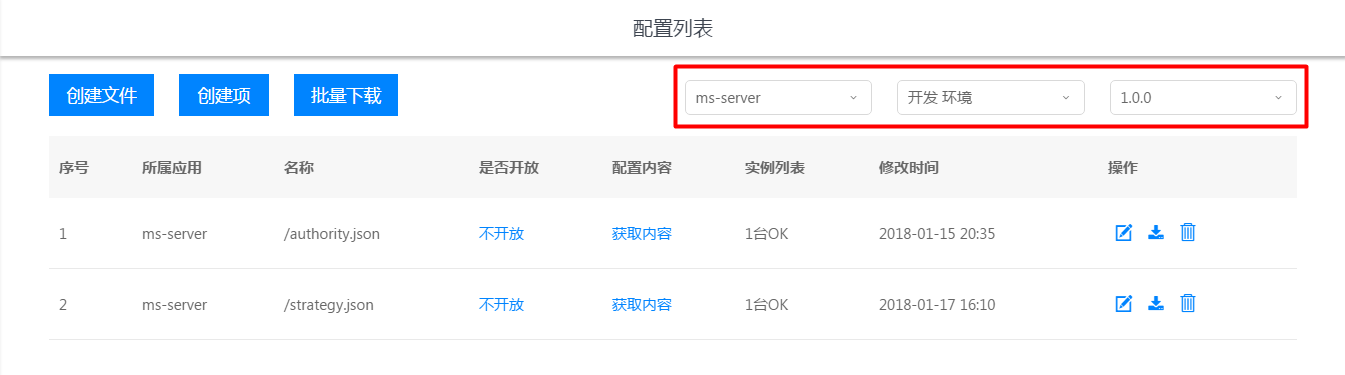 配置列表
创建文件 创建项 批量下载 ms-server 开发 环境 1.0.0
序号 所属应用 名称 是否开放 配置内容 实例列表 修改时间 操作
1 ms-server /authority.json 不开放 获取内容 1台OK 2018-01-15 20:35
2 ms-server /strategy.json 不开放 获取内容 1台OK 2018-01-17 16:10